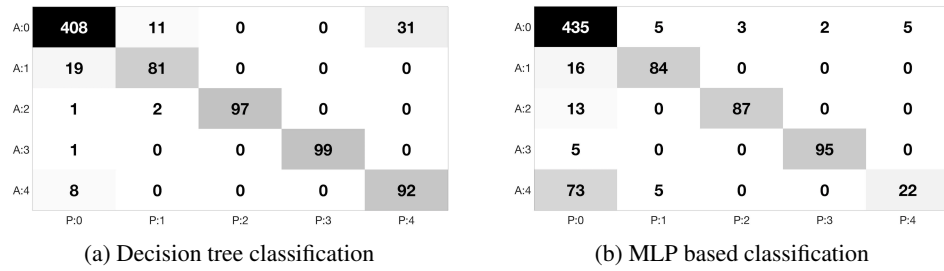 A:0 408 11 0 0 31
A:1 19 81 0 0 0
A:2 1 2 97 0 0
A:3 1 0 0 99 0
A:4 8 0 0 0 92
P:0 P:1 P:2 P:3 P:4
(a) Decision tree classification
A:0 435 5 3 2 5
A:1 16 84 0 0 0
A:2 13 0 87 0 0
A:3 5 0 0 95 0
A:4 73 5 0 0 22
P:0 P:1 P:2 P:3 P:4
(b) MLP based classification